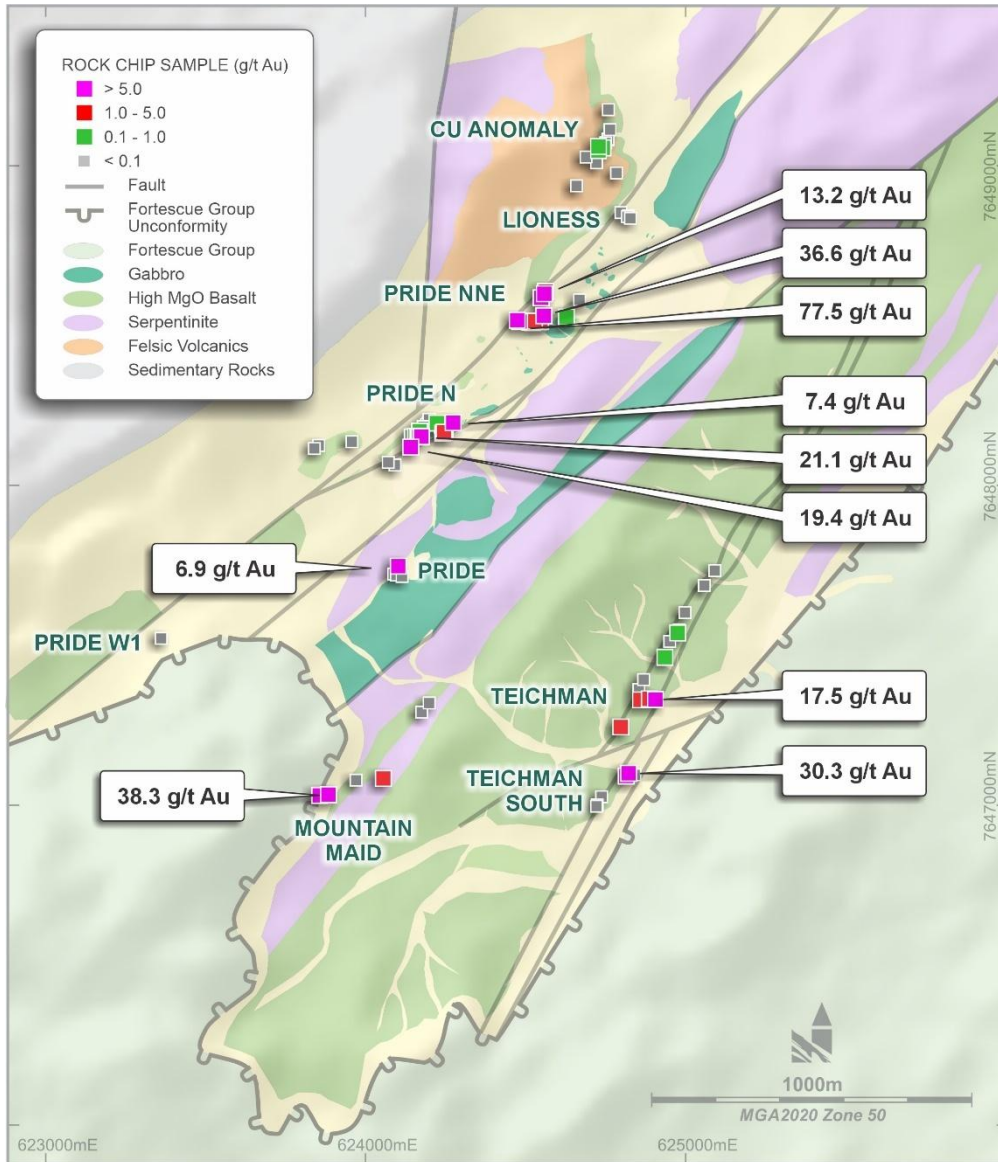 ROCK CHIP SAMPLE (g/t Au)
> 5.0
1.0 - 5.0
0.1 - 1.0
< 0.1
Fault
Fortescue Group
Unconformity
Fortescue Group
Gabbro
High MgO Basalt
Serpentinite
Felsic Volcanics
Sedimentary Rocks
CU ANOMALY
7649000mN
13.2 g/t Au
LIONESS
36.6 g/t Au
PRIDE NNE
77.5 g/t Au
PRIDE N
7.4 g/t Au
21.1 g/t Au
7648000mN
19.4 g/t Au
6.9 g/t Au
PRIDE
PRIDE W1
TEICHMAN
17.5 g/t Au
38.3 g/t Au
TEICHMAN
SOUTH
30.3 g/t Au
7647000mN
MOUNTAIN
MAID
1000m
MGA2020 Zone 50
623000mE
624000mE
625000mE